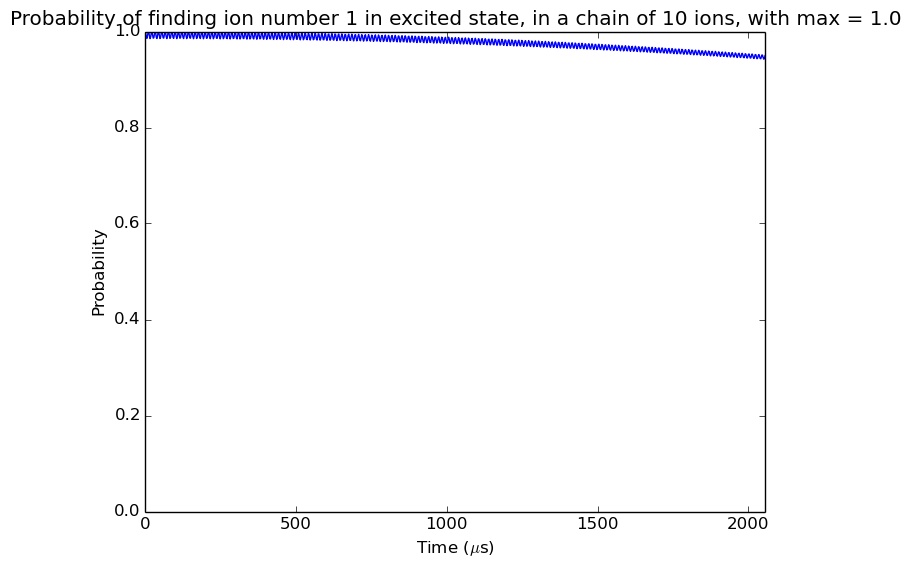 Probability of finding ion number 1 in excited state, in a chain of 10 ions, with max = 1.0
1.0
0.8
0.6
0.4
0.2
0.0
Probability
0 500 1000 1500 2000
Time (μs)